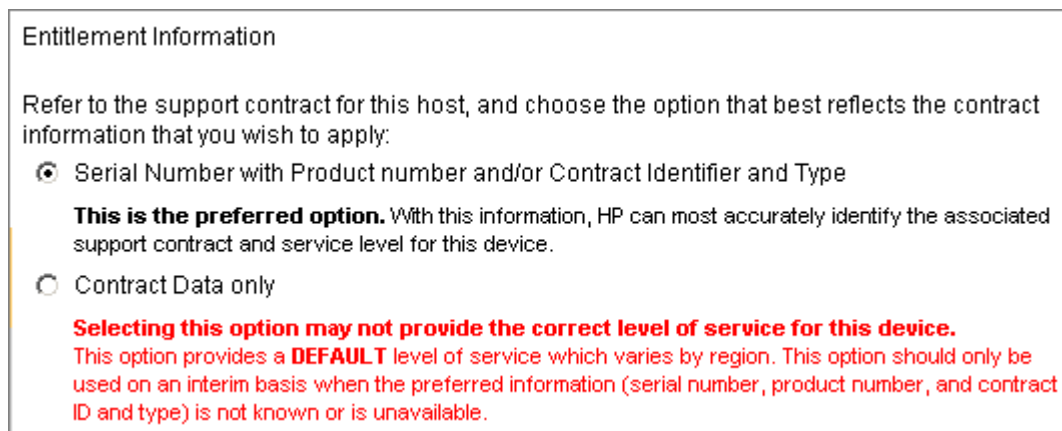 Entitlement Information
Refer to the support contract for this host, and choose the option that best reflects the contract
information that you wish to apply:
Serial Number with Product number and/or Contract Identifier and Type
This is the preferred option. With this information, HP can most accurately identify the associated
support contract and service level for this device.
Contract Data only
Selecting this option may not provide the correct level of service for this device.
This option provides a DEFAULT level of service which varies by region. This option should only be
used on an interim basis when the preferred information (serial number, product number, and contract
ID and type) is not known or is unavailable.